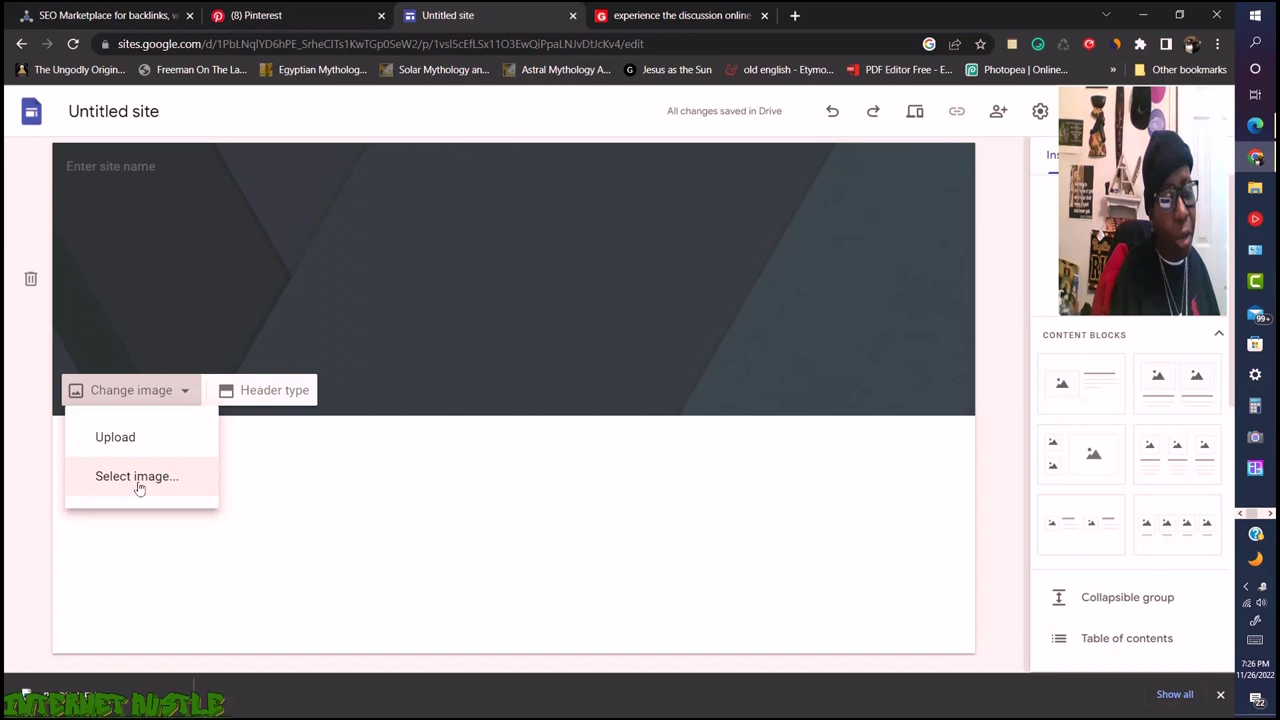 SEO Marketplace for backlinks, w
(8) Pinterest
Untitled site
experience the discussion online
sites.google.com/d/1PbLNqlYD6hPE_SrheCITs1KwTGp0SeW2/p/1vsl5cEfLSx11O3EwQiPpaLNJvDUcKv4/edit
The Ungodly Origin...
Freeman On The La...
Egyptian Mytholog...
Solar Mythology an...
Astral Mythology A...
Jesus as the Sun
old english - Etymo...
PDF Editor Free - E...
Photopea | Online...
»
Other bookmarks
Untitled site
All changes saved in Drive
Enter site name
Change image
Header type
Upload
Select image...
CONTENT BLOCKS
Collapsible group
Table of contents
99+
7:26 PM
11/26/2022
22
Show all
INTERNET HUSTLE